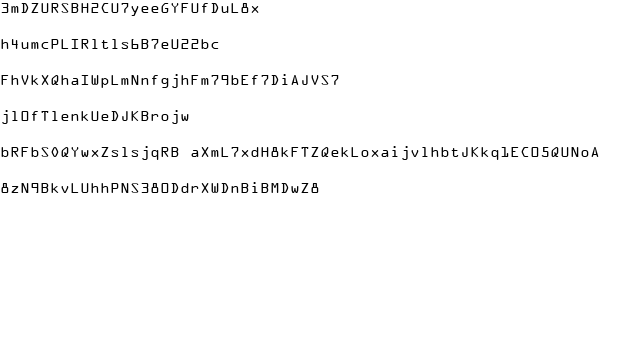 3mDZURSBH2CU7yeeGYFUfDuL8x
h4umcPLIRltls6B7eU22bc
FhVkXQhaIWpLmNnfgjhFm79bEf7DiAJVS7
jlOfTlenkUeDJKBrojw
bRFbS0QYwxZslsjqRB aXmL7xdH8kFTZQekLoxaijvlhbtJKkq1ECO5QUNoA
8zN9BkvLUhhPNS38ODdrXWDnBiBMDwZ8